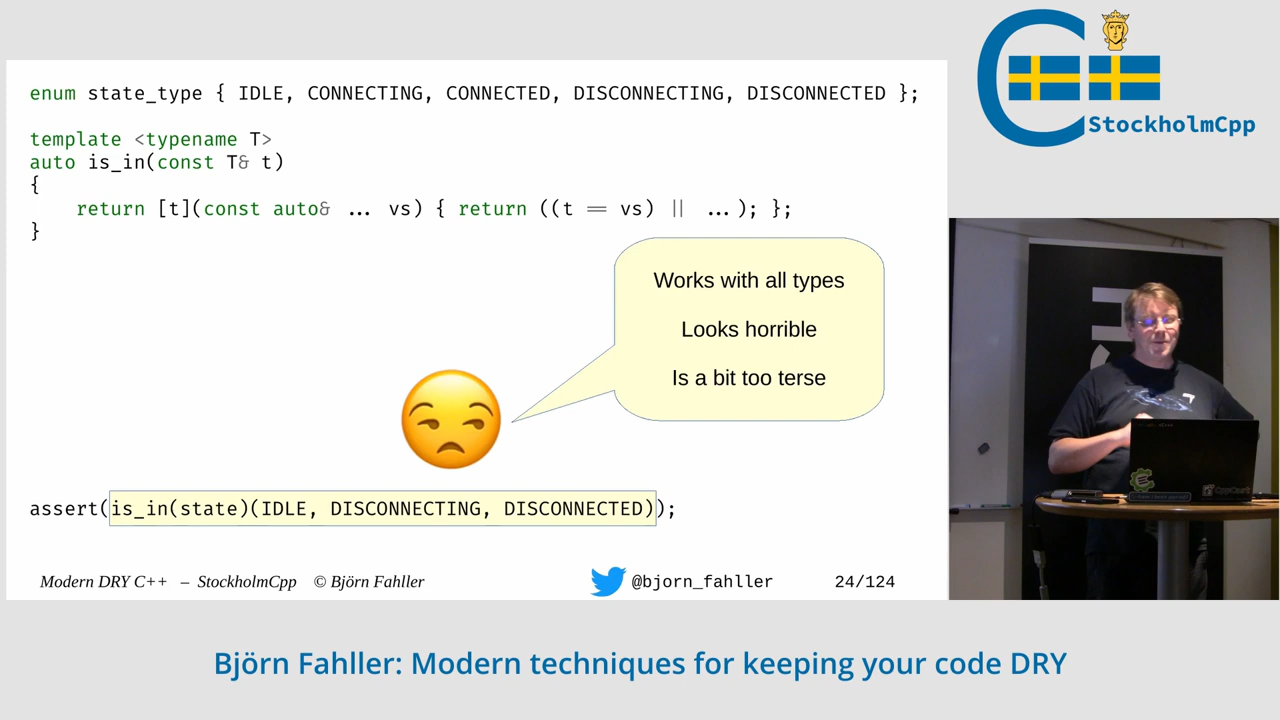 enum state_type { IDLE, CONNECTING, CONNECTED, DISCONNECTING, DISCONNECTED };
template <typename T>
auto is_in(const T& t)
{
return [t](const auto& ... vs) { return ((t == vs) || ...); };
}
Works with all types
Looks horrible
Is a bit too terse
assert(is_in(state)(IDLE, DISCONNECTING, DISCONNECTED));
Modern DRY C++ – StockholmCpp © Björn Fahller
@bjorn_fahller
24/124
StockholmCpp
Björn Fahller: Modern techniques for keeping your code DRY